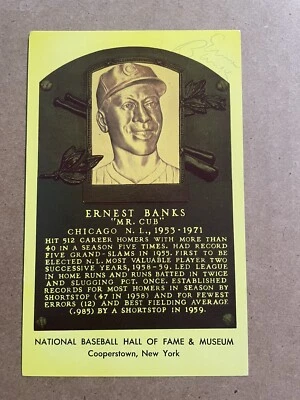 ERNEST BANKS
"MR. CUB"
CHICAGO N.L., 1953-1971
HIT 512 CAREER HOMERS WITH MORE THAN
40 IN A SEASON FIVE TIMES. HAD RECORD
FIVE GRAND-SLAMS IN 1955. FIRST TO BE
ELECTED N.L. MOST VALUABLE PLAYER TWO
SUCCESSIVE YEARS, 1958-59. LED LEAGUE
IN HOME RUNS AND RUNS BATTED IN TWICE
AND SLUGGING PCT. ONCE. ESTABLISHED
RECORDS FOR MOST HOMERS IN SEASON BY
SHORTSTOP (47 IN 1958) AND FOR FEWEST
ERRORS (12) AND BEST FIELDING AVERAGE
(.985) BY A SHORTSTOP IN 1959.
NATIONAL BASEBALL HALL OF FAME & MUSEUM
Cooperstown, New York